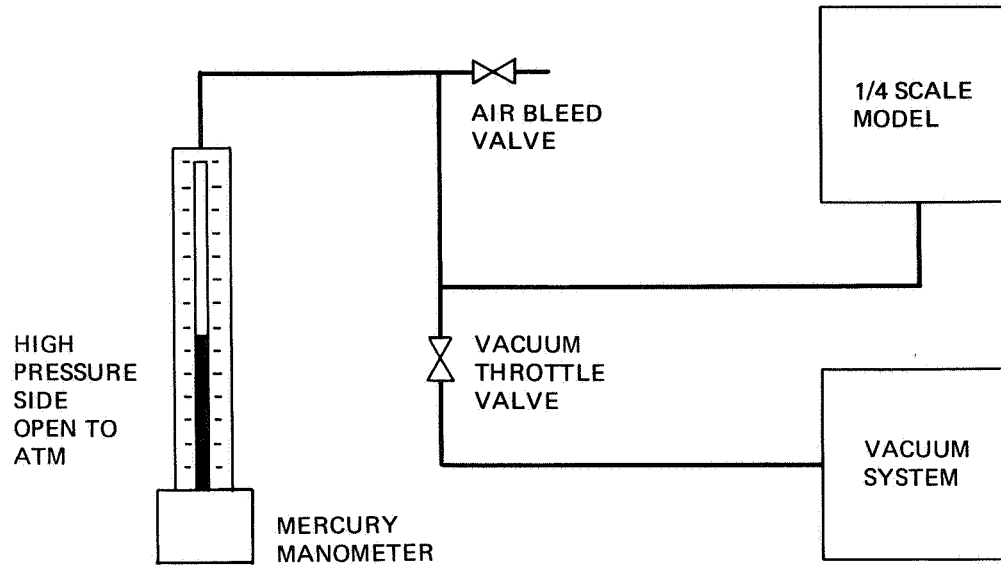 AIR BLEED
VALVE
1/4 SCALE
MODEL
HIGH
PRESSURE
SIDE
OPEN TO
ATM
VACUUM
THROTTLE
VALVE
VACUUM
SYSTEM
MERCURY
MANOMETER